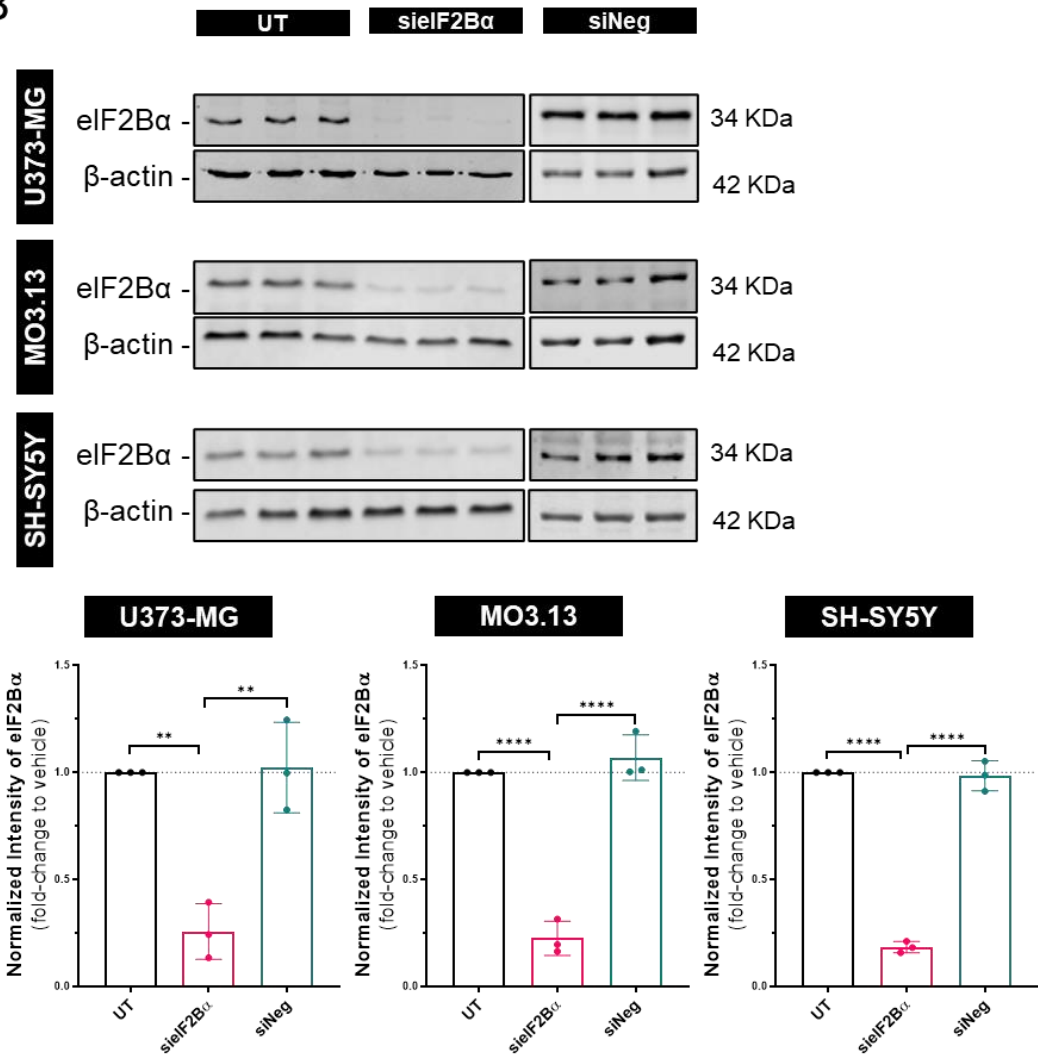 B
UT sieIF2Bα siNeg
U373-MG
eIF2Bα - 34 KDa
β-actin - 42 KDa
MO3.13
eIF2Bα - 34 KDa
β-actin - 42 KDa
SH-SY5Y
eIF2Bα - 34 KDa
β-actin - 42 KDa
U373-MG
Normalized Intensity of eIF2Bα
(fold-change to vehicle)
1.5
1.0
0.5
0.0
** **
UT sieIF2Bα siNeg
MO3.13
Normalized Intensity of eIF2Bα
(fold-change to vehicle)
1.5
1.0
0.5
0.0
**** ****
UT sieIF2Bα siNeg
SH-SY5Y
Normalized Intensity of eIF2Bα
(fold-change to vehicle)
1.5
1.0
0.5
0.0
**** ****
UT sieIF2Bα siNeg